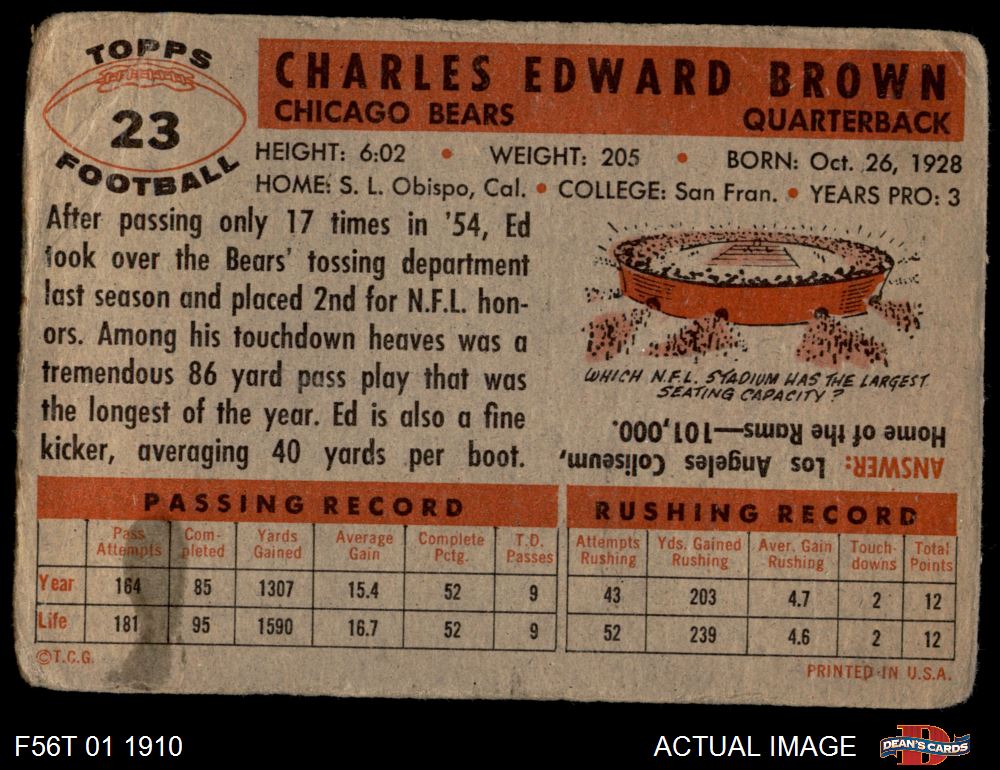 TOPPS
23
FOOTBALL
CHARLES EDWARD BROWN
CHICAGO BEARS QUARTERBACK
HEIGHT: 6:02 • WEIGHT: 205 • BORN: Oct. 26, 1928
HOME: S. L. Obispo, Cal. • COLLEGE: San Fran. • YEARS PRO: 3
After passing only 17 times in '54, Ed
took over the Bears' tossing department
last season and placed 2nd for N.F.L. hon-
ors. Among his touchdown heaves was a
tremendous 86 yard pass play that was
the longest of the year. Ed is also a fine
kicker, averaging 40 yards per boot.
WHICH N.F.L. STADIUM HAS THE LARGEST
SEATING CAPACITY?
ANSWER: Los Angeles Coliseum,
Home of the Rams—101,000.
PASSING RECORD
Pass Attempts Com- pleted Yards Gained Average Gain Complete Pctg. T.D. Passes
Year 164 85 1307 15.4 52 9
Life 181 95 1590 16.7 52 9
RUSHING RECORD
Attempts Rushing Yds. Gained Rushing Aver. Gain Rushing Touch- downs Total Points
43 203 4.7 2 12
52 239 4.6 2 12
©T.C.G. PRINTED IN U.S.A.
F56T 01 1910 ACTUAL IMAGE D DEAN'S CARDS